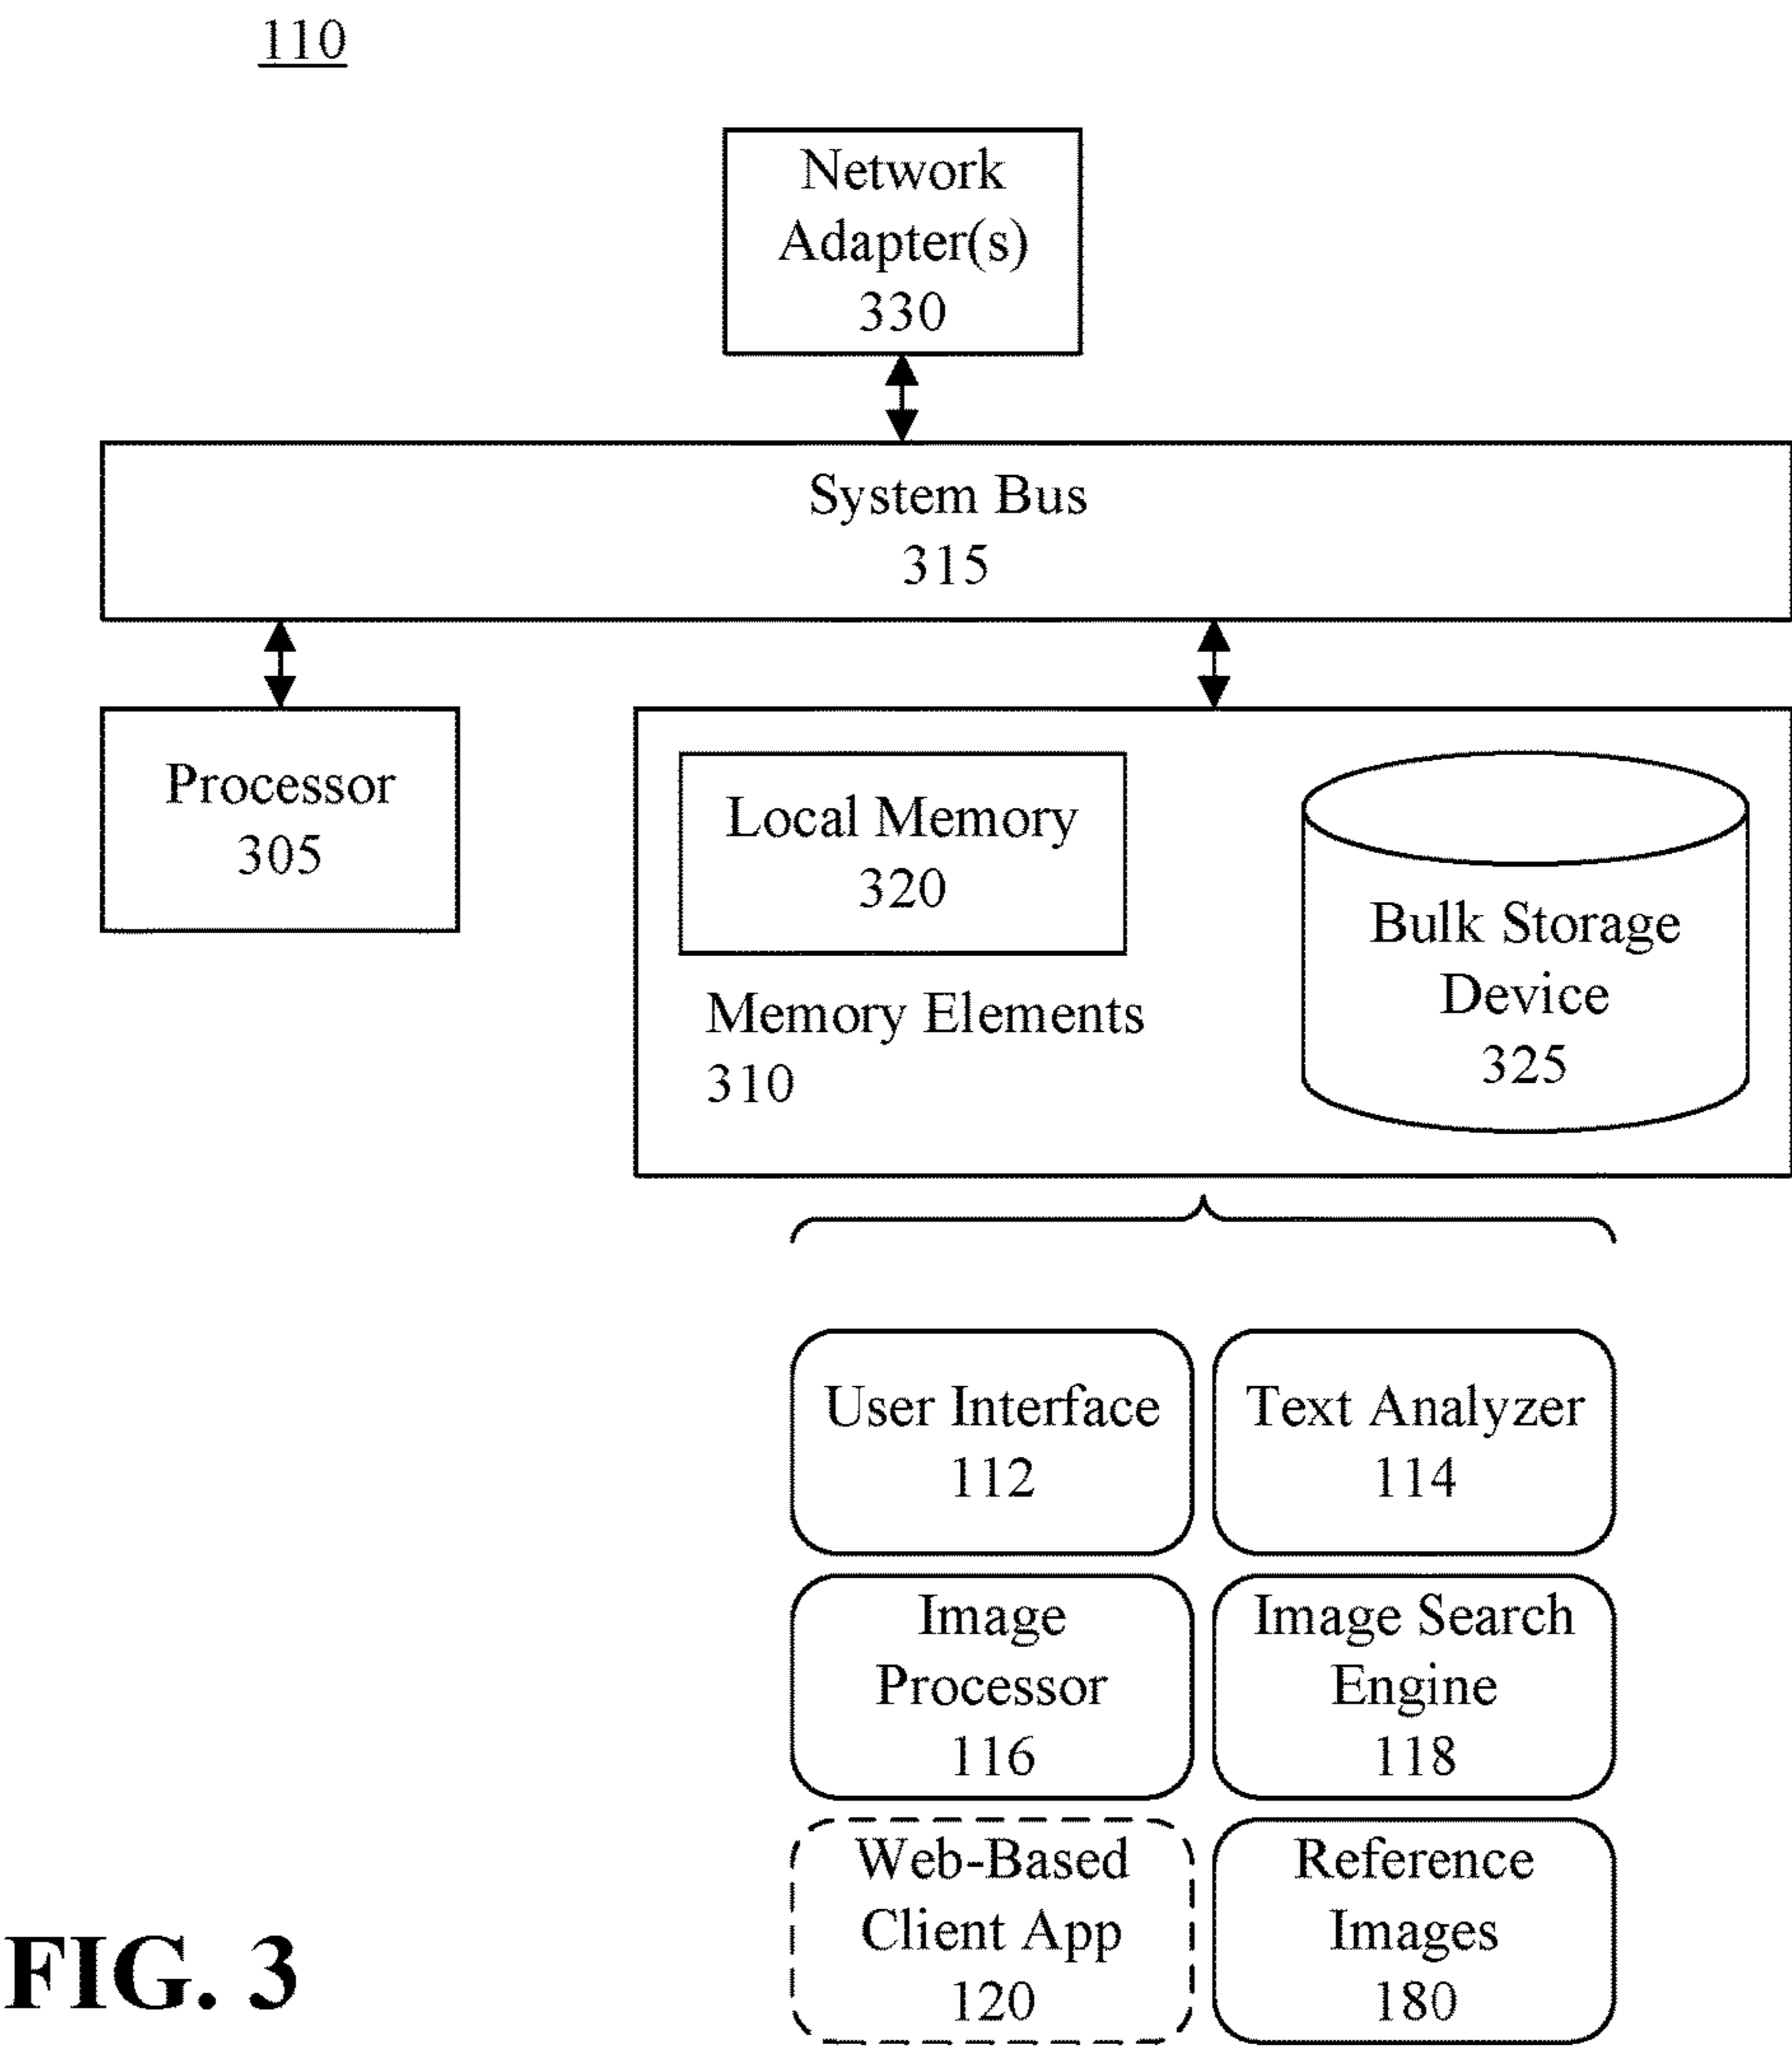 110
Network
Adapter(s)
330
System Bus
315
Processor
305
Local Memory
320
Memory Elements
310
Bulk Storage
Device
325
User Interface
112
Text Analyzer
114
Image
Processor
116
Image Search
Engine
118
Web-Based
Client App
120
Reference
Images
180
FIG. 3